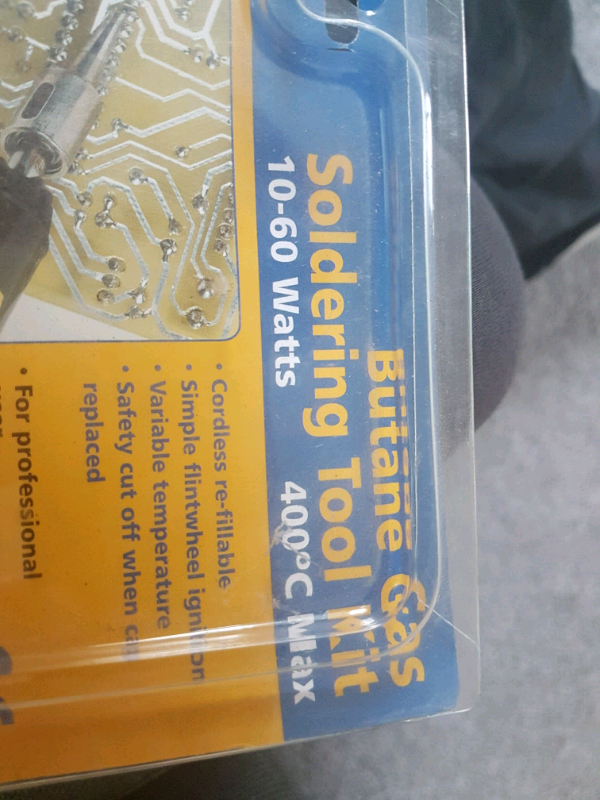 Butane Gas
Soldering Tool Kit
10-60 Watts 400°C Max
• Cordless re-fillable
• Simple flintwheel ignition
• Variable temperature
• Safety cut off when ca
replaced
• For professional